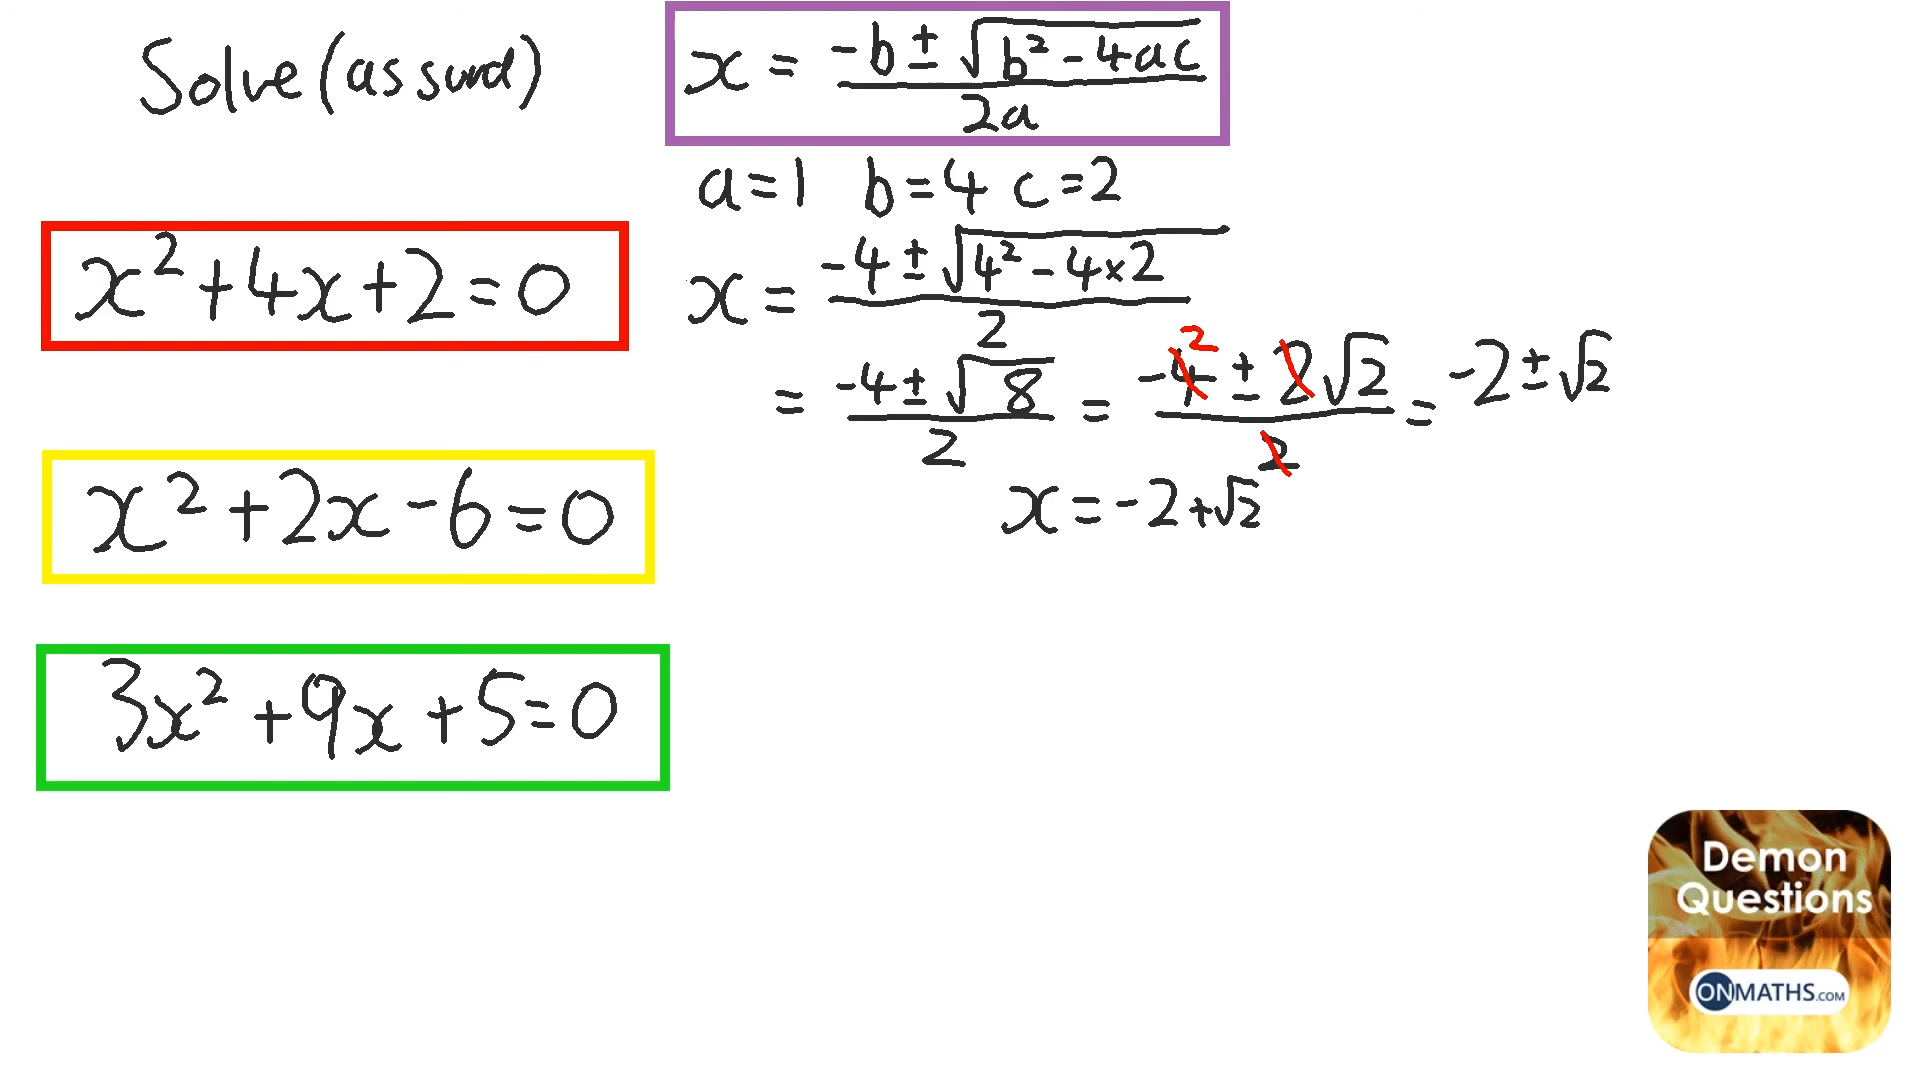 Solve (as surd)
x = (-b ± √(b² - 4ac)) / 2a
a = 1 b = 4 c = 2
x² + 4x + 2 = 0
x = (-4 ± √(4² - 4 × 2)) / 2
= (-4 ± √8) / 2 = (-4 2 ± 2√2) / 2 = -2 ± √2
x² + 2x - 6 = 0
x = -2 + √2
3x² + 9x + 5 = 0
Demon
Questions
ONMATHS.COM